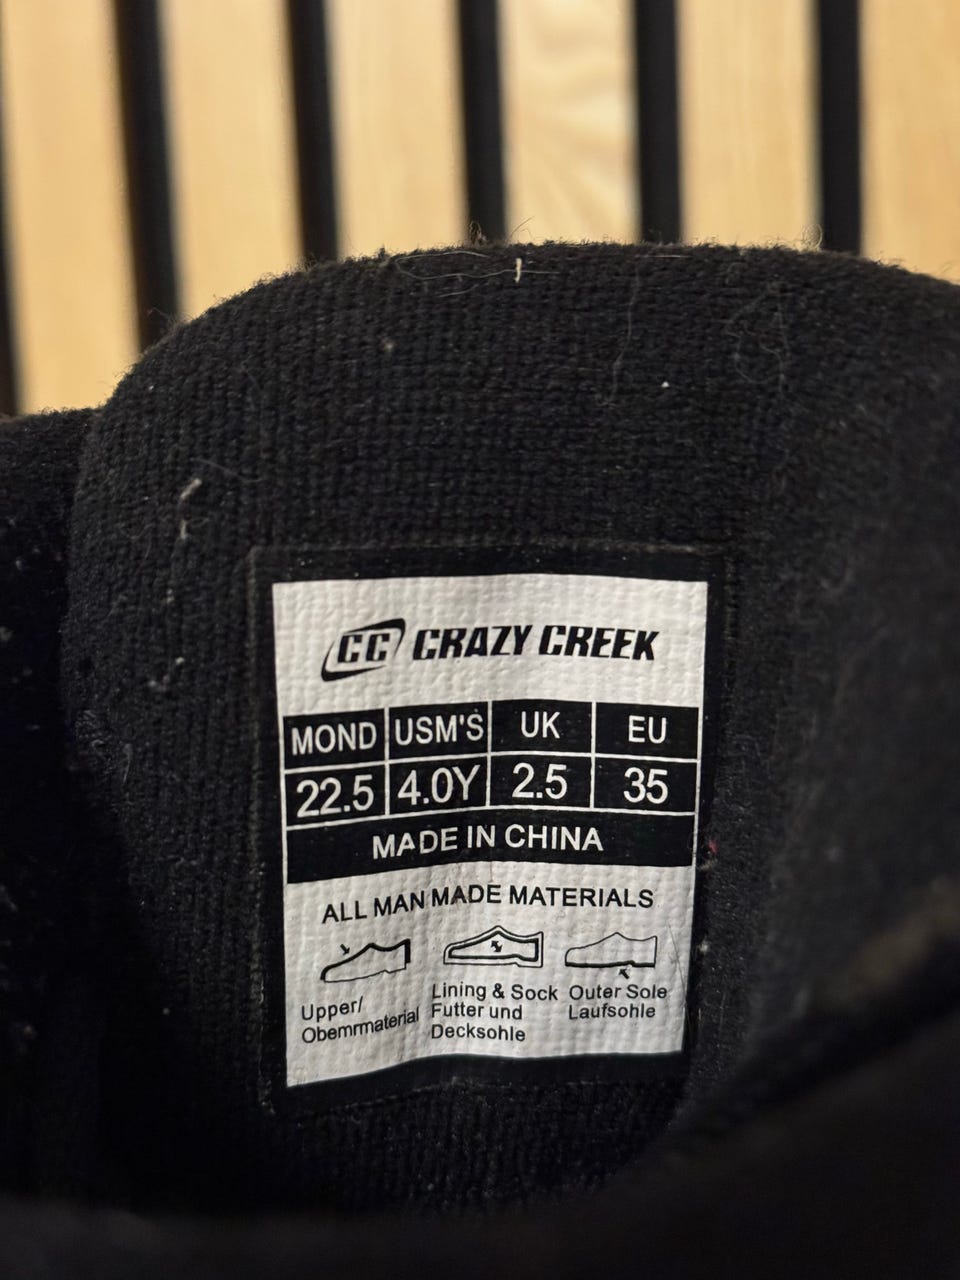 CC CRAZY CREEK
MOND USM'S UK EU
22.5 4.0Y 2.5 35
MADE IN CHINA
ALL MAN MADE MATERIALS
Upper/
Obemrmaterial
Lining & Sock
Futter und
Decksohle
Outer Sole
Laufsohle